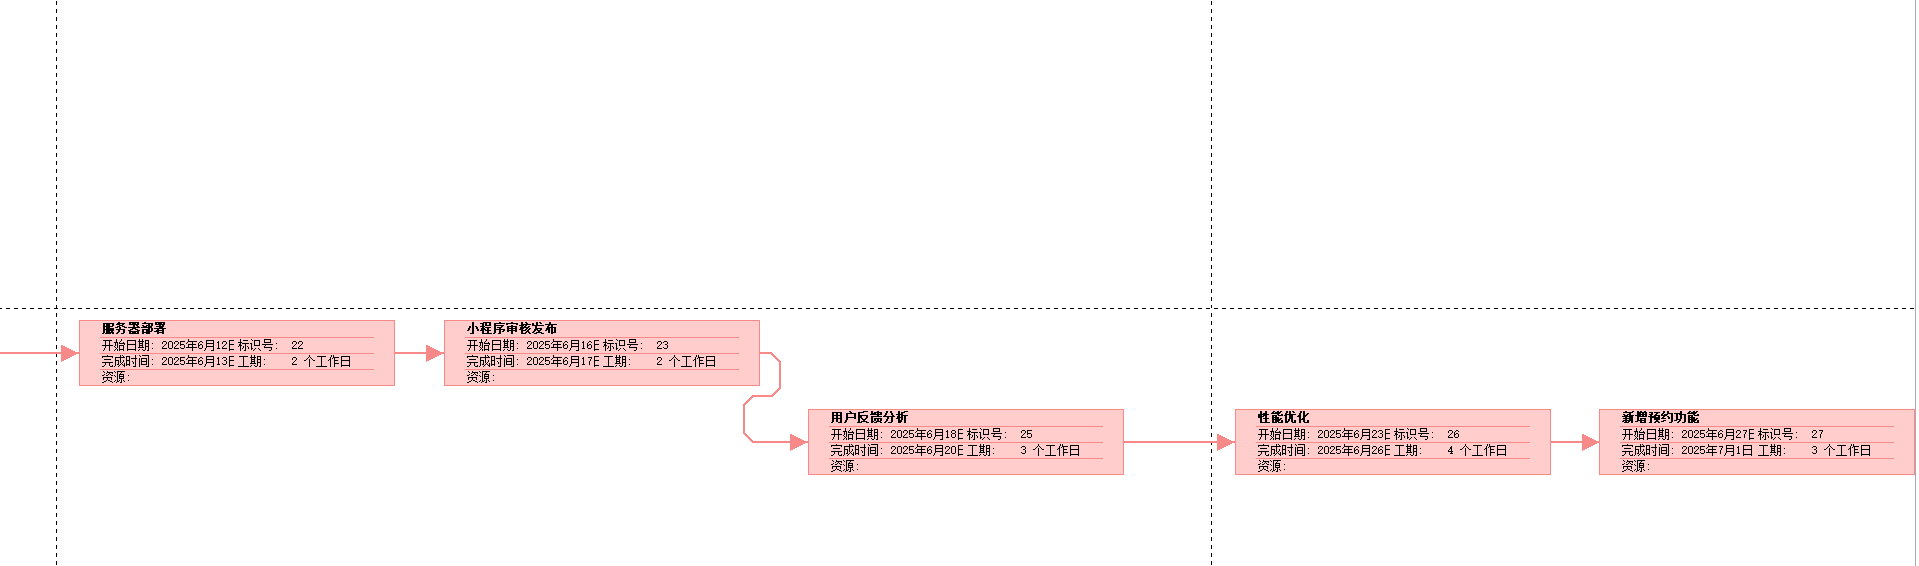 服务器部署
开始日期: 2025年6月12日 标识号: 22
完成时间: 2025年6月13日 工期: 2 个工作日
资源:
小程序审核发布
开始日期: 2025年6月16日 标识号: 23
完成时间: 2025年6月17日 工期: 2 个工作日
资源:
用户反馈分析
开始日期: 2025年6月18日 标识号: 25
完成时间: 2025年6月20日 工期: 3 个工作日
资源:
性能优化
开始日期: 2025年6月23日 标识号: 26
完成时间: 2025年6月26日 工期: 4 个工作日
资源:
新增预约功能
开始日期: 2025年6月27日 标识号: 27
完成时间: 2025年7月1日 工期: 3 个工作日
资源: